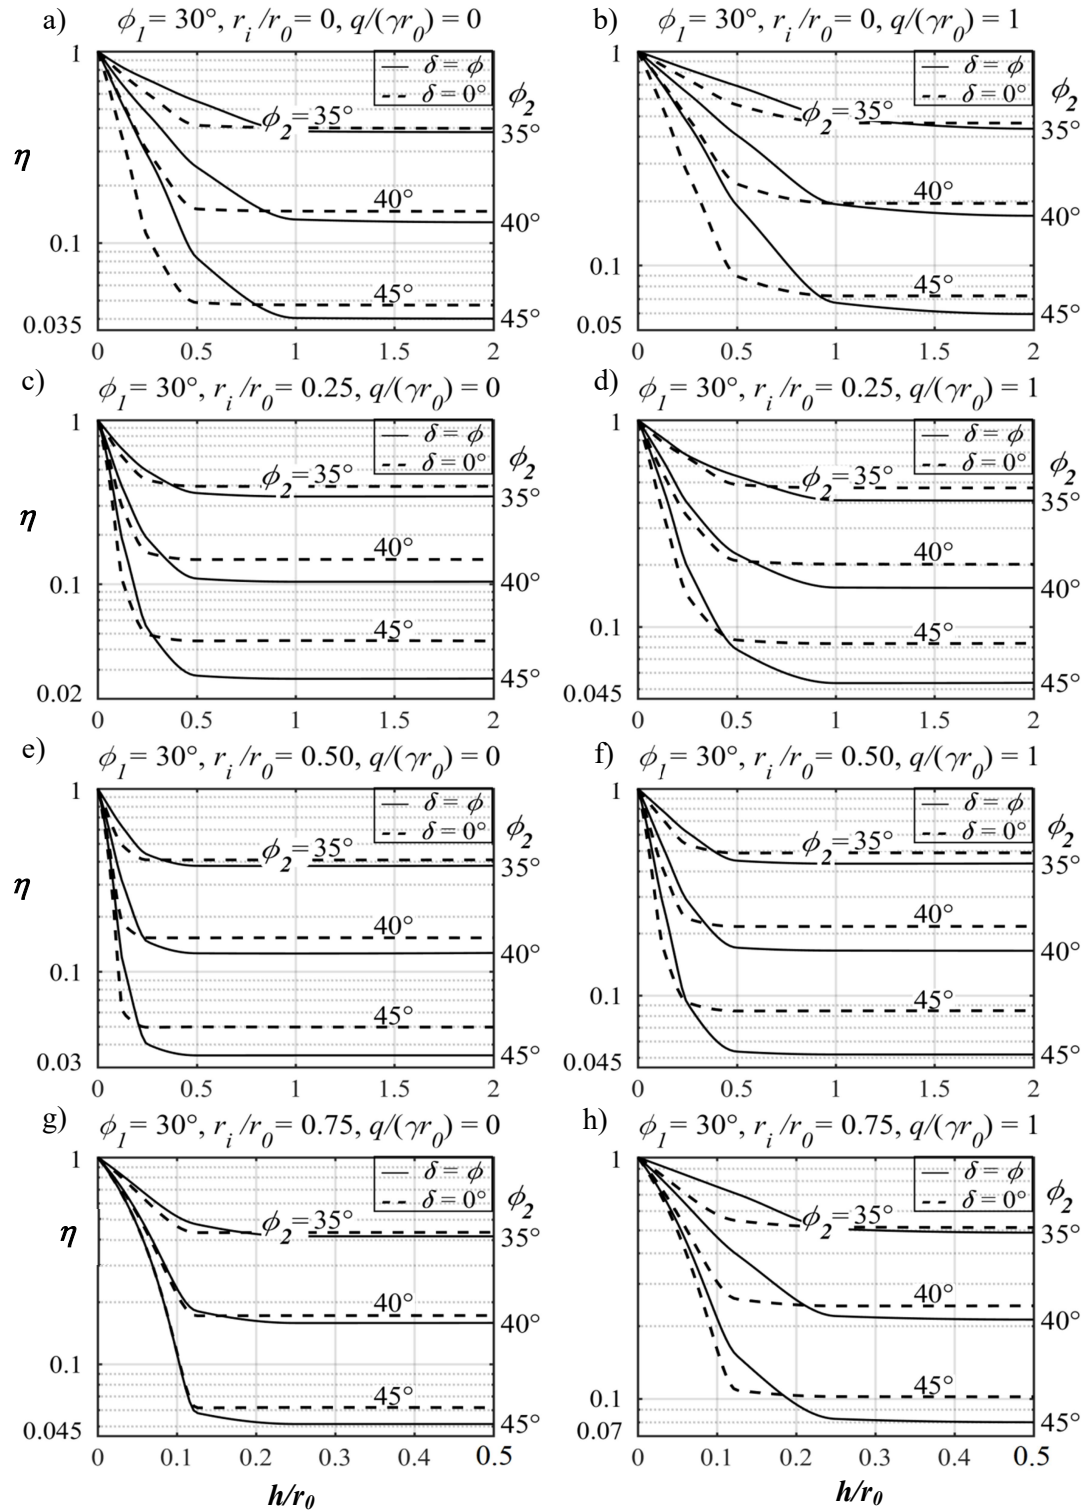 a) ϕ1 = 30°, ri/r0= 0, q/(γr0) = 0
1
δ = ϕ
δ = 0°
ϕ2
ϕ2 = 35°
35°
η
40°
40°
0.1
45°
45°
0.035
0 0.5 1 1.5 2
b) ϕ1 = 30°, ri/r0= 0, q/(γr0) = 1
1
δ = ϕ
δ = 0°
ϕ2
ϕ2 = 35°
35°
40°
40°
0.1
45°
45°
0.05
0 0.5 1 1.5 2
c) ϕ1 = 30°, ri/r0= 0.25, q/(γr0) = 0
1
δ = ϕ
δ = 0°
ϕ2
ϕ2 = 35°
35°
η
40°
40°
0.1
45°
45°
0.02
0 0.5 1 1.5 2
d) ϕ1 = 30°, ri/r0= 0.25, q/(γr0) = 1
1
δ = ϕ
δ = 0°
ϕ2
ϕ2 = 35°
35°
40°
40°
0.1
45°
45°
0.045
0 0.5 1 1.5 2
e) ϕ1 = 30°, ri/r0= 0.50, q/(γr0) = 0
1
δ = ϕ
δ = 0°
ϕ2
ϕ2 = 35°
35°
η
40°
40°
0.1
45°
45°
0.03
0 0.5 1 1.5 2
f) ϕ1 = 30°, ri/r0= 0.50, q/(γr0) = 1
1
δ = ϕ
δ = 0°
ϕ2
ϕ2 = 35°
35°
40°
40°
0.1
45°
45°
0.045
0 0.5 1 1.5 2
g) ϕ1 = 30°, ri/r0= 0.75, q/(γr0) = 0
1
δ = ϕ
δ = 0°
ϕ2
ϕ2 = 35°
35°
η
40°
40°
0.1
45°
45°
0.045
0 0.1 0.2 0.3 0.4 0.5
h/r0
h) ϕ1 = 30°, ri/r0= 0.75, q/(γr0) = 1
1
δ = ϕ
δ = 0°
ϕ2
ϕ2 = 35°
35°
40°
40°
0.1
45°
45°
0.07
0 0.1 0.2 0.3 0.4 0.5
h/r0